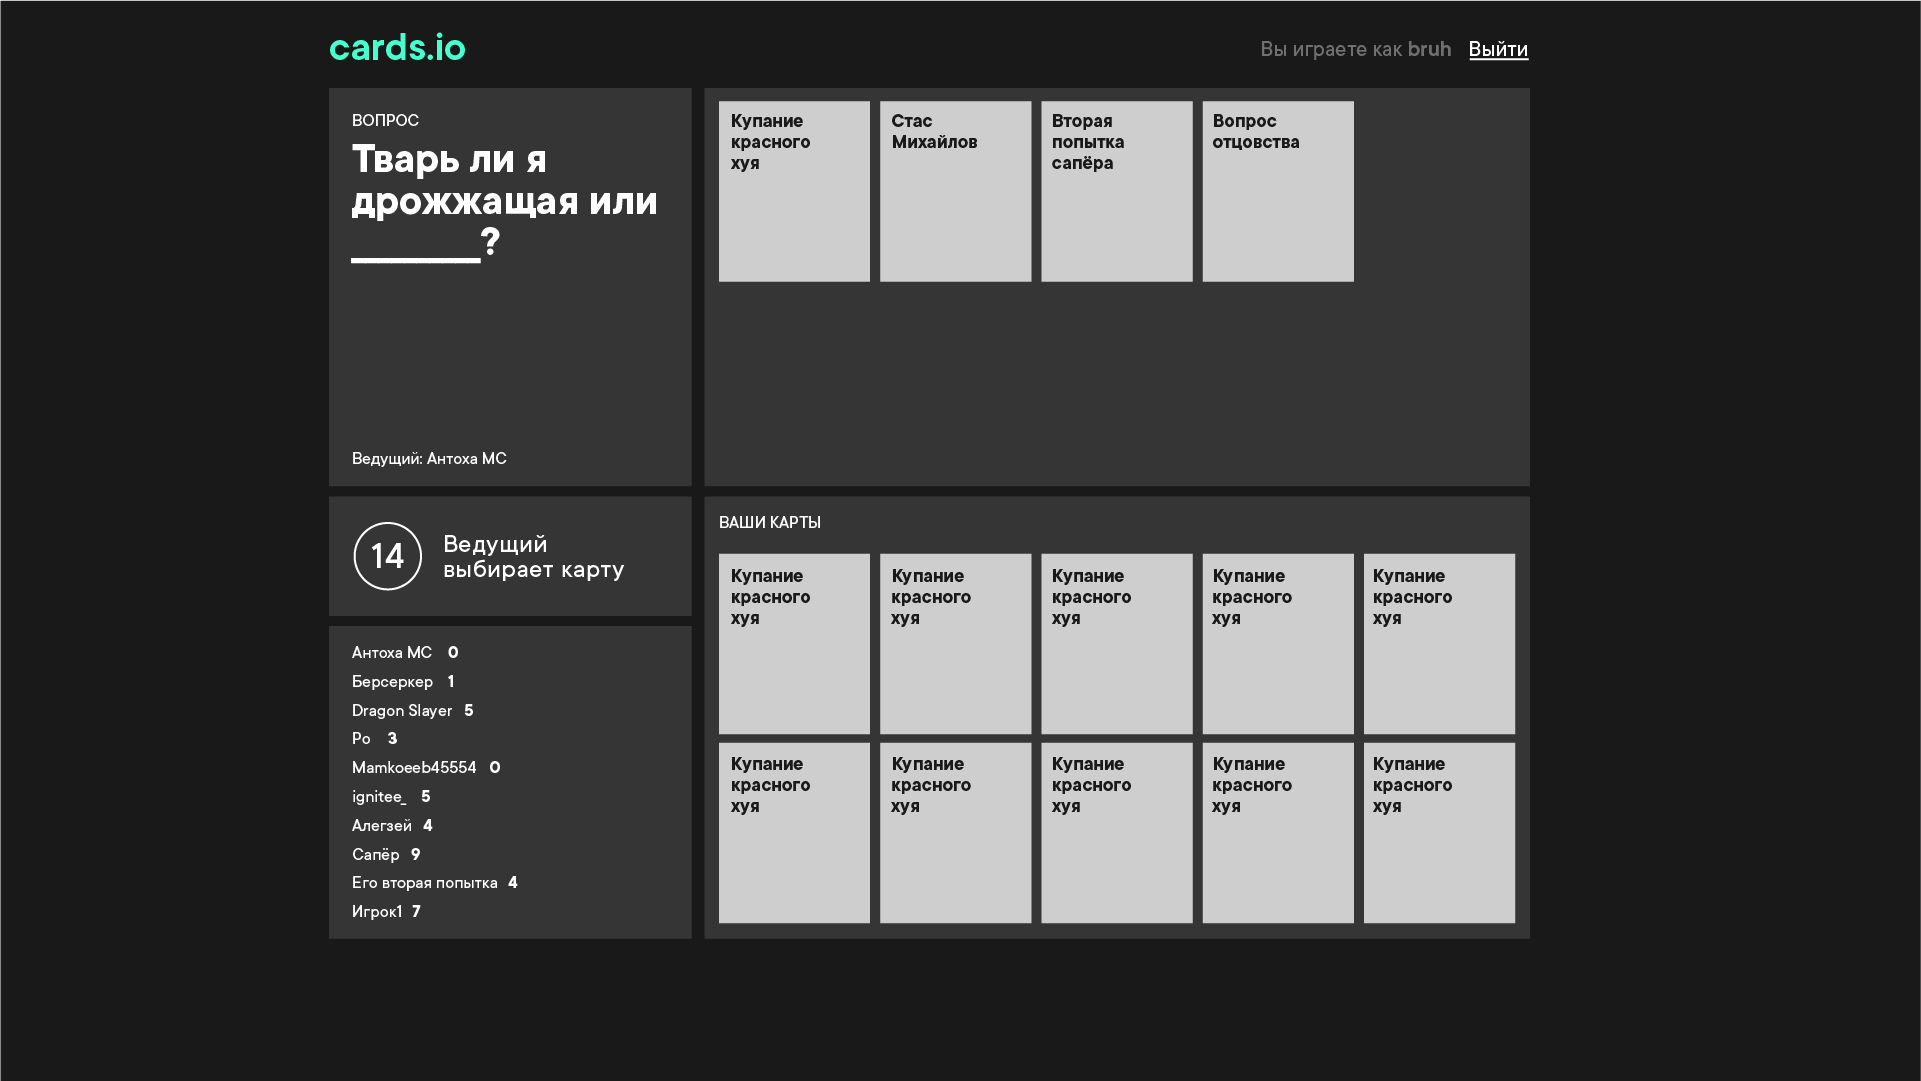 cards.io
Вы играете как bruh Выйти
ВОПРОС
Тварь ли я
дрожжащая или
_______?
Ведущий: Антоха МС
Купание
красного
хуя
Стас
Михайлов
Вторая
попытка
сапёра
Вопрос
отцовства
14
Ведущий
выбирает карту
Антоха МС 0
Берсеркер 1
Dragon Slayer 5
Ро 3
Mamkoeeb45554 0
ignitee_ 5
Алегзей 4
Сапёр 9
Его вторая попытка 4
Игрок1 7
ВАШИ КАРТЫ
Купание
красного
хуя
Купание
красного
хуя
Купание
красного
хуя
Купание
красного
хуя
Купание
красного
хуя
Купание
красного
хуя
Купание
красного
хуя
Купание
красного
хуя
Купание
красного
хуя
Купание
красного
хуя